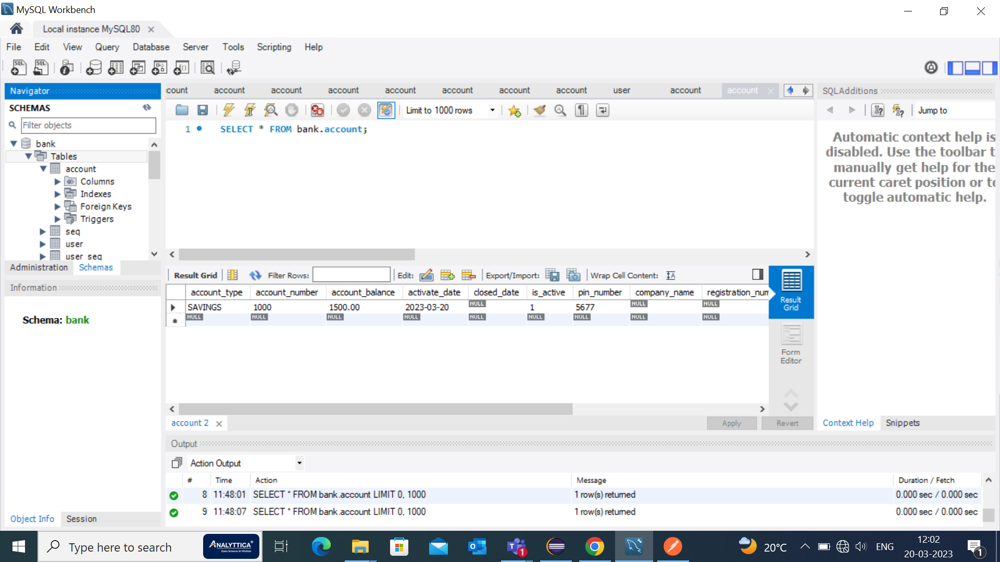 MySQL Workbench
Local instance MySQL80
File Edit View Query Database Server Tools Scripting Help
Navigator
SCHEMAS
Filter objects
bank
Tables
account
Columns
Indexes
Foreign Keys
Triggers
seq
user
user_seq
Administration Schemas
Information
Schema: bank
Object Info Session
count account account account account account account account user account account
Limit to 1000 rows
1 SELECT * FROM bank.account;
Result Grid Filter Rows: Edit: Export/Import: Wrap Cell Content:
account_type account_number account_balance activate_date closed_date is_active pin_number company_name registration_num
SAVINGS 1000 1500.00 2023-03-20 NULL 1 5677 NULL NULL
NULL NULL NULL NULL NULL NULL NULL NULL NULL
Result Grid
Form Editor
account 2
Apply Revert
SQLAdditions
Jump to
Automatic context help is
disabled. Use the toolbar t
manually get help for the
current caret position or to
toggle automatic help.
Context Help Snippets
Output
Action Output
# Time Action Message Duration / Fetch
8 11:48:01 SELECT * FROM bank.account LIMIT 0, 1000 1 row(s) returned 0.000 sec / 0.000 sec
9 11:48:07 SELECT * FROM bank.account LIMIT 0, 1000 1 row(s) returned 0.000 sec / 0.000 sec
Type here to search
ANALYTTICA®
Data Science In Motion
1
20°C
ENG
12:02
20-03-2023
1